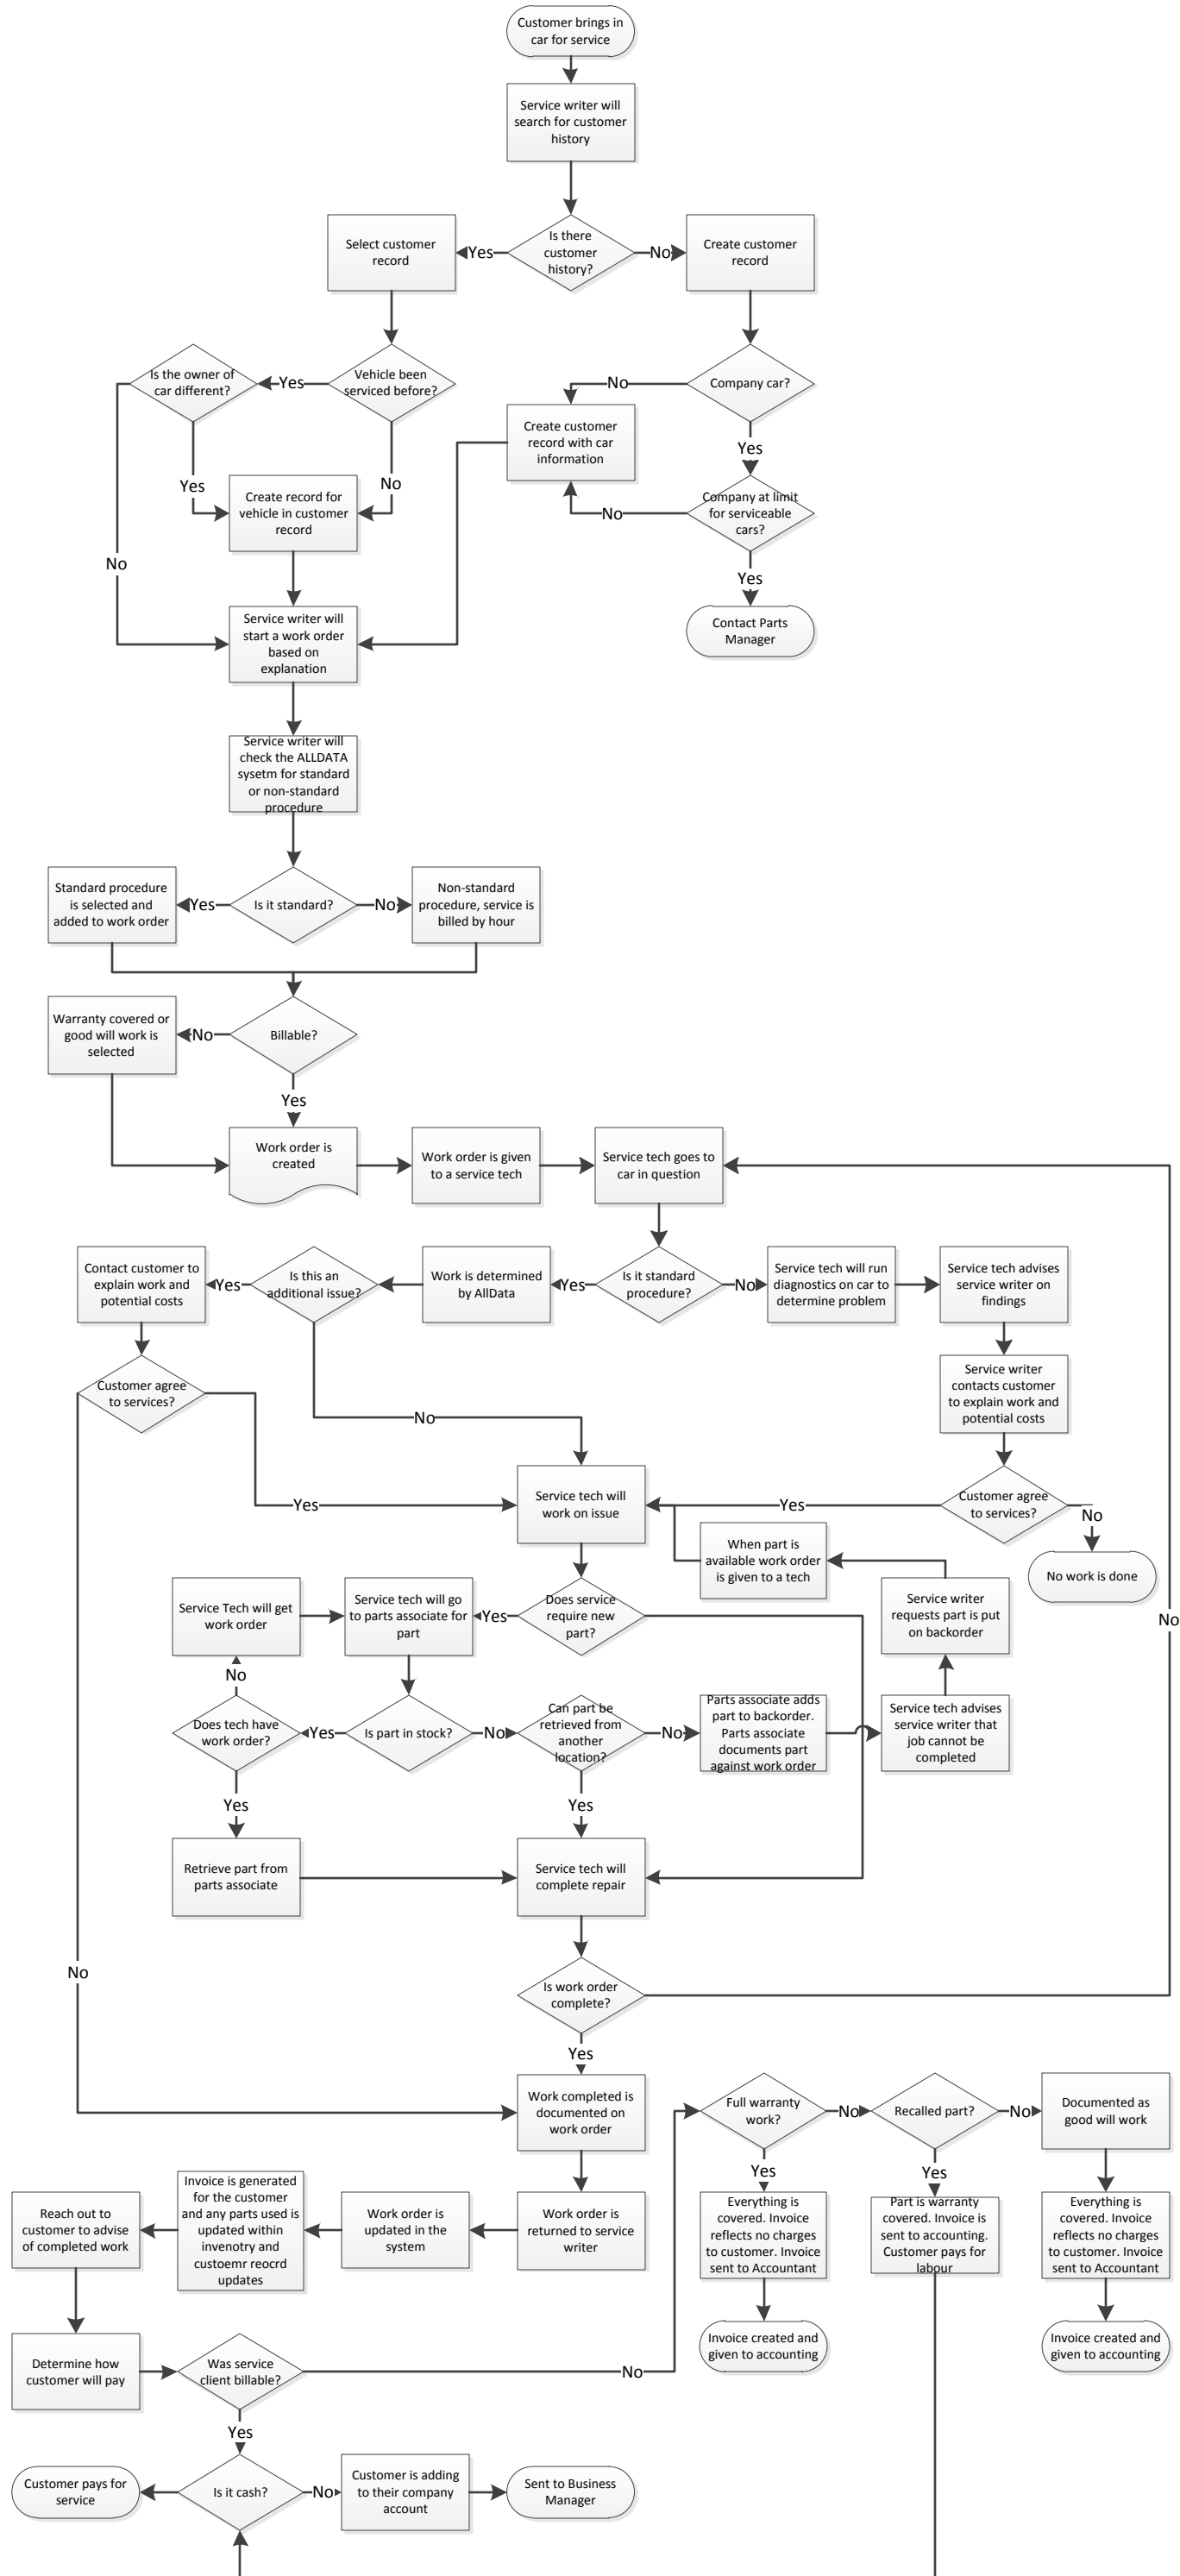 Customer brings in
car for service
Service writer will
search for customer
history
Select customer
record
Yes
Is there
customer
history?
No
Create customer
record
Is the owner of
car different?
Yes
Vehicle been
serviced before?
No
Company car?
Create customer
record with car
information
Yes
Yes
No
Create record for
vehicle in customer
record
No
Company at limit
for serviceable
cars?
No
Yes
Service writer will
start a work order
based on
explanation
Contact Parts
Manager
Service writer will
check the ALLDATA
sysetm for standard
or non-standard
procedure
Standard procedure
is selected and
added to work order
Yes
Is it standard?
No
Non-standard
procedure, service is
billed by hour
Warranty covered or
good will work is
selected
No
Billable?
Yes
Work order is
created
Work order is given
to a service tech
Service tech goes to
car in question
Contact customer to
explain work and
potential costs
Yes
Is this an
additional issue?
Work is determined
by AllData
Yes
Is it standard
procedure?
No
Service tech will run
diagnostics on car to
determine problem
Service tech advises
service writer on
findings
Customer agree
to services?
No
Service writer
contacts customer
to explain work and
potential costs
Yes
Service tech will
work on issue
Yes
Customer agree
to services?
No
When part is
available work order
is given to a tech
No work is done
Service Tech will get
work order
Service tech will go
to parts associate for
part
Yes
Does service
require new
part?
Service writer
requests part is put
on backorder
No
No
Does tech have
work order?
Yes
Is part in stock?
No
Can part be
retrieved from
another
location?
No
Parts associate adds
part to backorder.
Parts associate
documents part
against work order
Service tech advises
service writer that
job cannot be
completed
Yes
Yes
Retrieve part from
parts associate
Service tech will
complete repair
No
Is work order
complete?
Yes
Work completed is
documented on
work order
Full warranty
work?
No
Recalled part?
No
Documented as
good will work
Yes
Yes
Reach out to
customer to advise
of completed work
Invoice is generated
for the customer
and any parts used is
updated within
invenotry and
custoemr reocrd
updates
Work order is
updated in the
system
Work order is
returned to service
writer
Everything is
covered. Invoice
reflects no charges
to customer. Invoice
sent to Accountant
Part is warranty
covered. Invoice is
sent to accounting.
Customer pays for
labour
Everything is
covered. Invoice
reflects no charges
to customer. Invoice
sent to Accountant
Invoice created and
given to accounting
Invoice created and
given to accounting
Determine how
customer will pay
Was service
client billable?
No
Yes
Customer pays for
service
Is it cash?
No
Customer is adding
to their company
account
Sent to Business
Manager